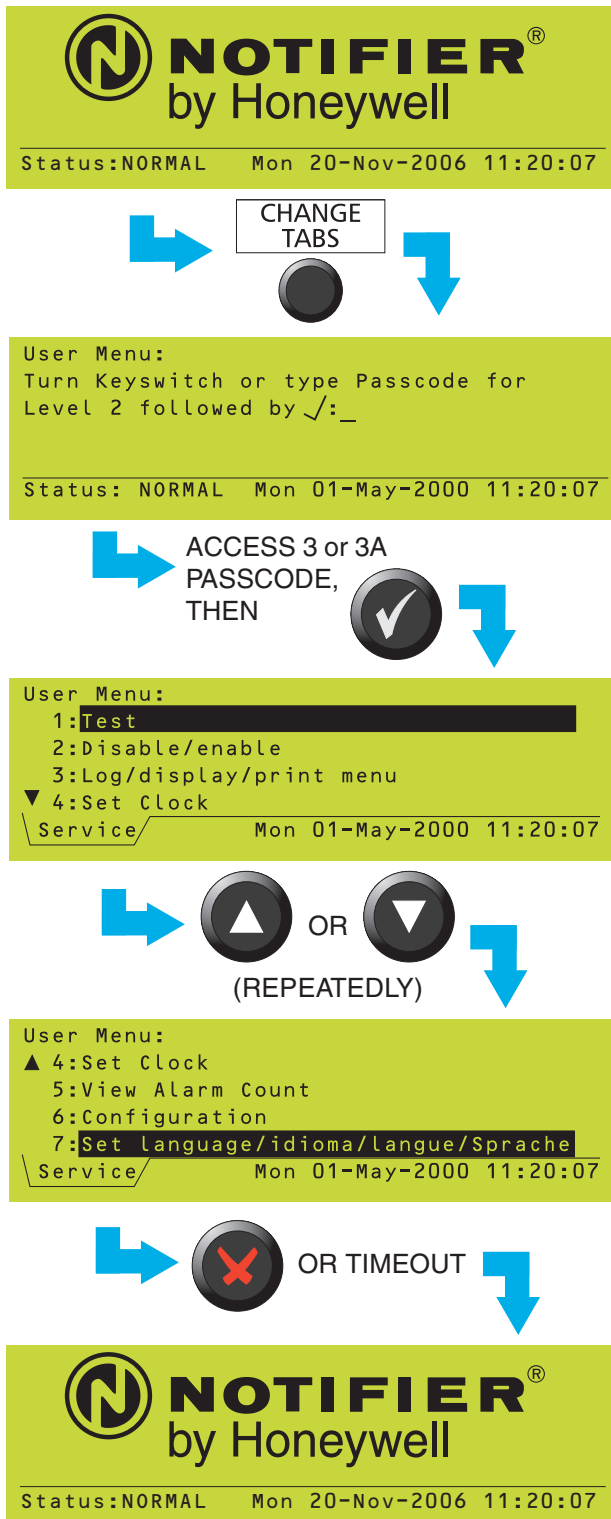 NOTIFIER®
by Honeywell
Status:NORMAL Mon 20-Nov-2006 11:20:07
CHANGE
TABS
User Menu:
Turn Keyswitch or type Passcode for
Level 2 followed by ✓:_
Status: NORMAL Mon 01-May-2000 11:20:07
ACCESS 3 or 3A
PASSCODE,
THEN
User Menu:
1:Test
2:Disable/enable
3:Log/display/print menu
▼ 4:Set Clock
Service Mon 01-May-2000 11:20:07
OR
(REPEATEDLY)
User Menu:
▲ 4:Set Clock
5:View Alarm Count
6:Configuration
7:Set language/idioma/langue/Sprache
Service Mon 01-May-2000 11:20:07
OR TIMEOUT
NOTIFIER®
by Honeywell
Status:NORMAL Mon 20-Nov-2006 11:20:07